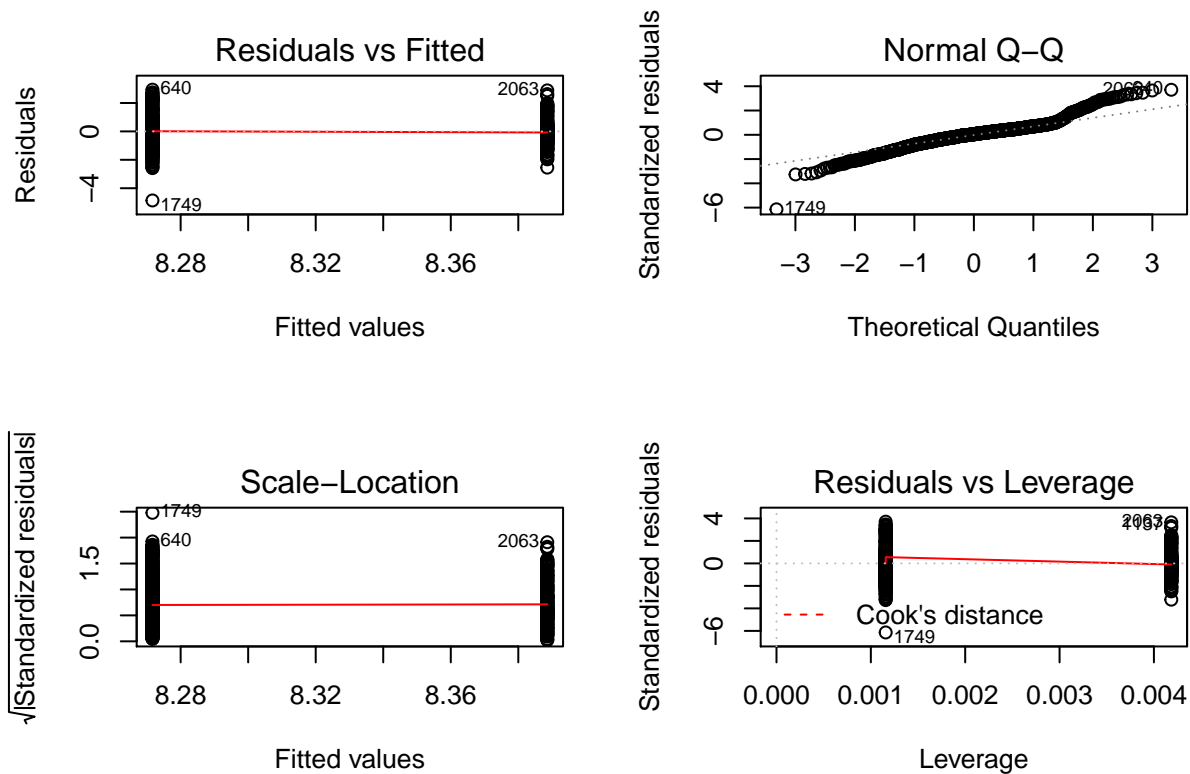 Residuals vs Fitted
Residuals
0
−4
640
2063
1749
8.28 8.32 8.36
Fitted values
Normal Q−Q
Standardized residuals
4
0
−6
1749
−3 −2 −1 0 1 2 3
Theoretical Quantiles
Scale−Location
√|Standardized residuals|
1.5
0.0
1749
640
2063
8.28 8.32 8.36
Fitted values
Residuals vs Leverage
Standardized residuals
4
0
−6
2063
Cook's distance
1749
0.000 0.001 0.002 0.003 0.004
Leverage